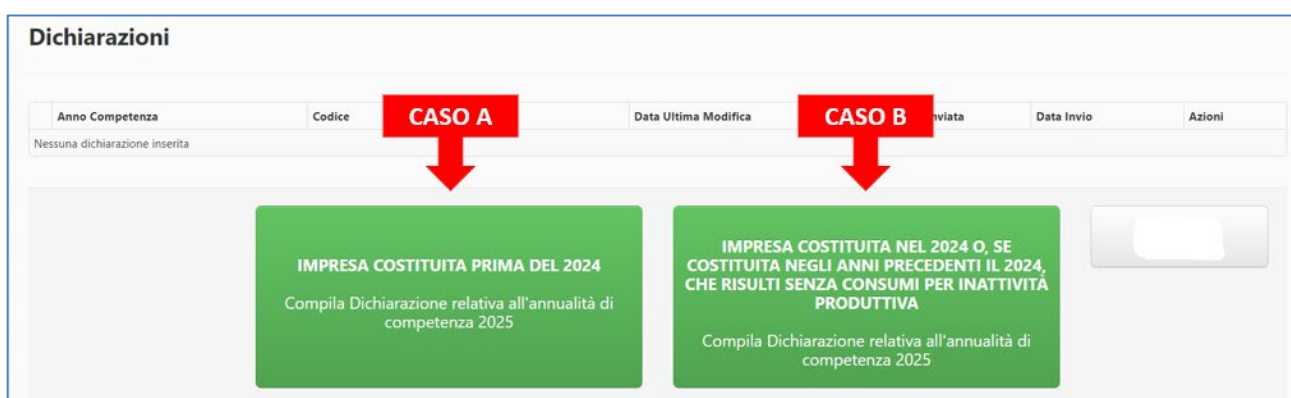 Dichiarazioni
Anno Competenza Codice CASO A Data Ultima Modifica CASO B nviata Data Invio Azioni
Nessuna dichiarazione inserita
IMPRESA COSTITUITA PRIMA DEL 2024
Compila Dichiarazione relativa all'annualità di
competenza 2025
IMPRESA COSTITUITA NEL 2024 O, SE
COSTITUITA NEGLI ANNI PRECEDENTI IL 2024,
CHE RISULTI SENZA CONSUMI PER INATTIVITÀ
PRODUTTIVA
Compila Dichiarazione relativa all'annualità di
competenza 2025